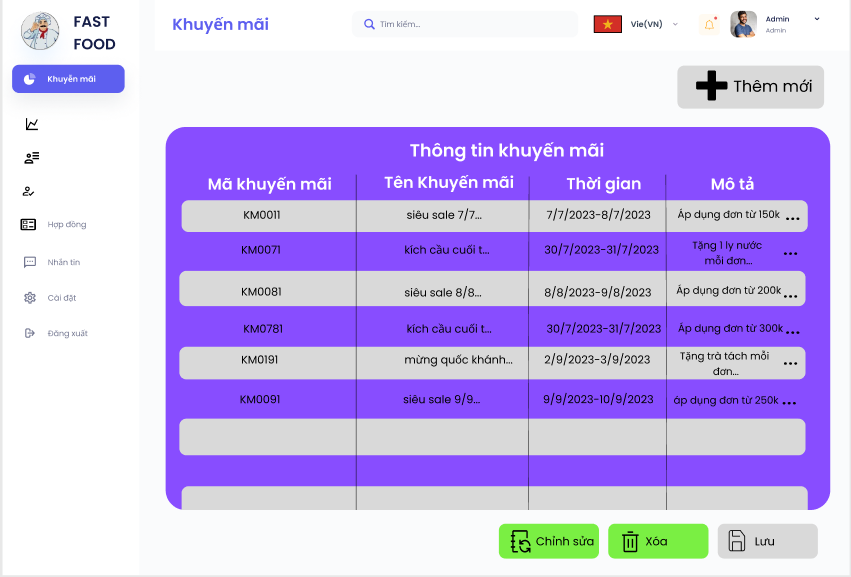 FAST
FOOD
Khuyến mãi
Hợp đồng
Nhắn tin
Cài đặt
Đăng xuất
Khuyến mãi
Tìm kiếm...
Vie(VN)
Admin
Admin
Thêm mới
Thông tin khuyến mãi
Mã khuyến mãi Tên Khuyến mãi Thời gian Mô tả
KM0011 siêu sale 7/7... 7/7/2023-8/7/2023 Áp dụng đơn từ 150k ...
KM0071 kích cầu cuối t... 30/7/2023-31/7/2023 Tặng 1 ly nước
mỗi đơn... ...
KM0081 siêu sale 8/8... 8/8/2023-9/8/2023 Áp dụng đơn từ 200k ...
KM0781 kích cầu cuối t... 30/7/2023-31/7/2023 Áp dụng đơn từ 300k ...
KM0191 mừng quốc khánh... 2/9/2023-3/9/2023 Tặng trà tách mỗi
đơn... ...
KM0091 siêu sale 9/9... 9/9/2023-10/9/2023 áp dụng đơn từ 250k ...
Chỉnh sửa
Xóa
Lưu